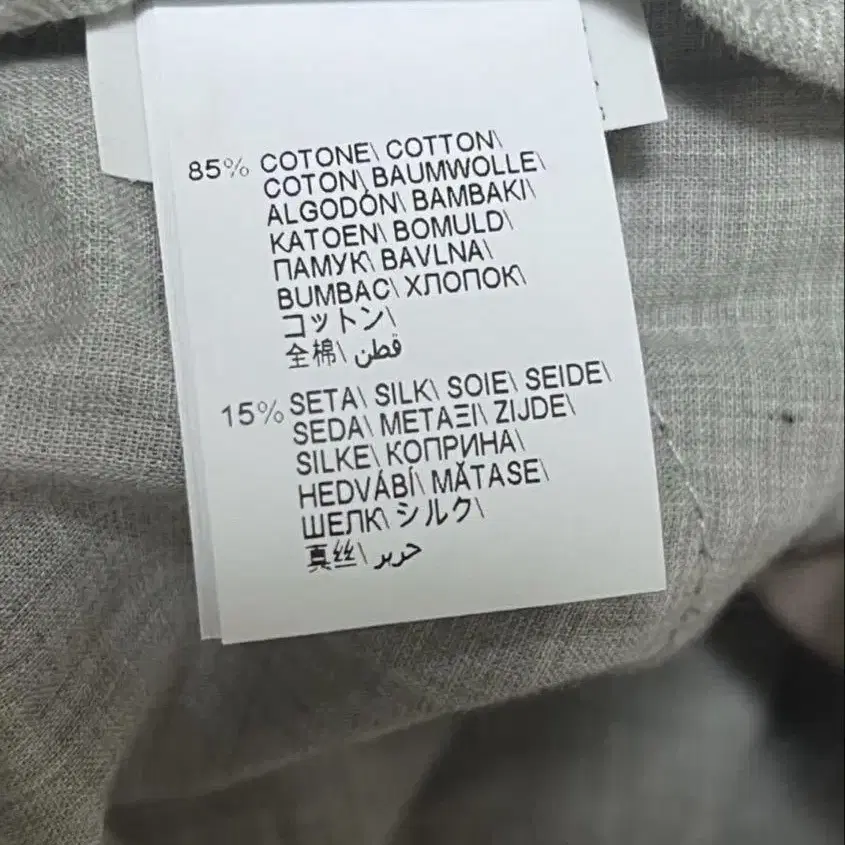 85% COTONE\ COTTON\
COTON\ BAUMWOLLE\
ALGODÓN\ BAMBAKI\
KATOEN\ BOMULD\
ПАМУК\ BAVLNA\
BUMBAC\ ХЛОПОК\
コットン\
全棉\ قطن
15% SETA\ SILK\ SOIE\ SEIDE\
SEDA\ METAΞI\ ZIJDE\
SILKE\ КОПРИНА\
HEDVÁBÍ\ MĂTASE\
ШЕЛК\ シルク\
真丝\ حرير